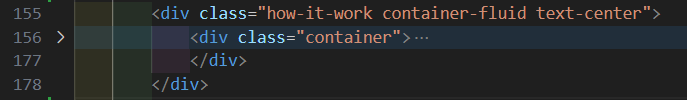 155 <div class="how-it-work container-fluid text-center">
156 > <div class="container">···
177 </div>
178 </div>